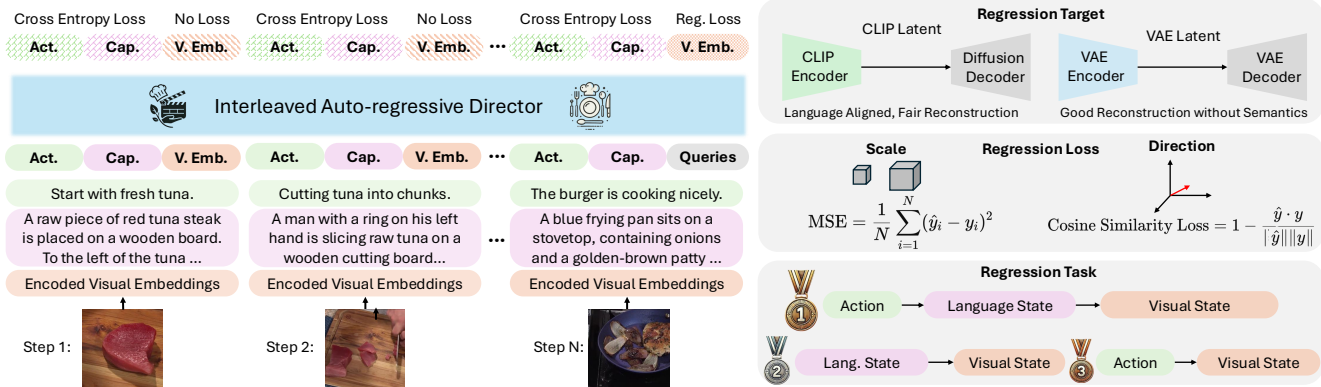 Cross Entropy Loss No Loss Cross Entropy Loss No Loss Cross Entropy Loss Reg. Loss
Act. Cap. V. Emb. Act. Cap. V. Emb. ... Act. Cap. V. Emb.
Interleaved Auto-regressive Director
Act. Cap. V. Emb. Act. Cap. V. Emb. ... Act. Cap. Queries
Start with fresh tuna. Cutting tuna into chunks. The burger is cooking nicely.
A raw piece of red tuna steak A man with a ring on his left A blue frying pan sits on a
is placed on a wooden board. hand is slicing raw tuna on a ... stovetop, containing onions
To the left of the tuna ... wooden cutting board... and a golden-brown patty ...
Encoded Visual Embeddings Encoded Visual Embeddings Encoded Visual Embeddings
Step 1: Step 2: Step N:
Regression Target
CLIP Latent VAE Latent
CLIP Diffusion VAE VAE
Encoder Decoder Encoder Decoder
Language Aligned, Fair Reconstruction Good Reconstruction without Semantics
Scale Regression Loss Direction
MSE = \frac{1}{N} \sum_{i=1}^{N} (ŷ_i − y_i)^2 Cosine Similarity Loss = 1 − \frac{ŷ · y}{‖ŷ‖‖y‖}
Regression Task
1 Action Language State Visual State
2 Lang. State Visual State 3 Action Visual State